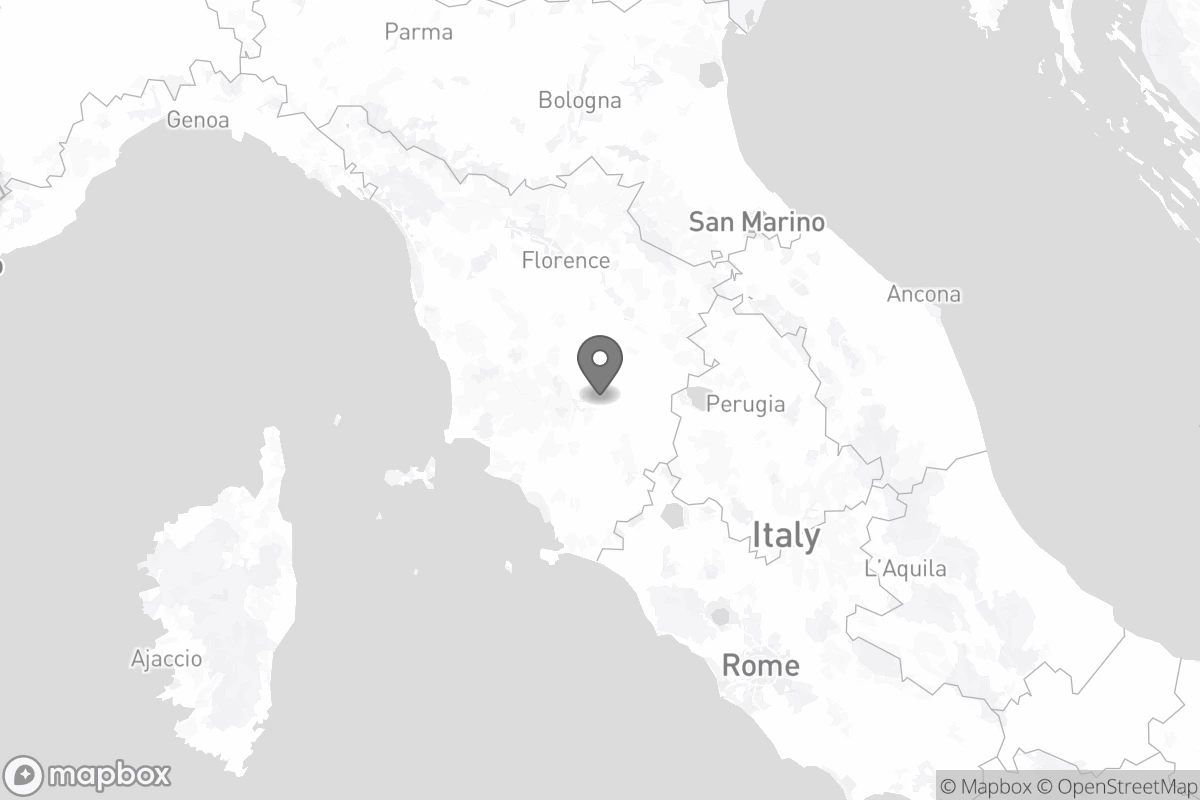 Parma
Bologna
Genoa
San Marino
Florence
Ancona
Perugia
Italy
L'Aquila
Ajaccio
Rome
mapbox
© Mapbox © OpenStreetMap